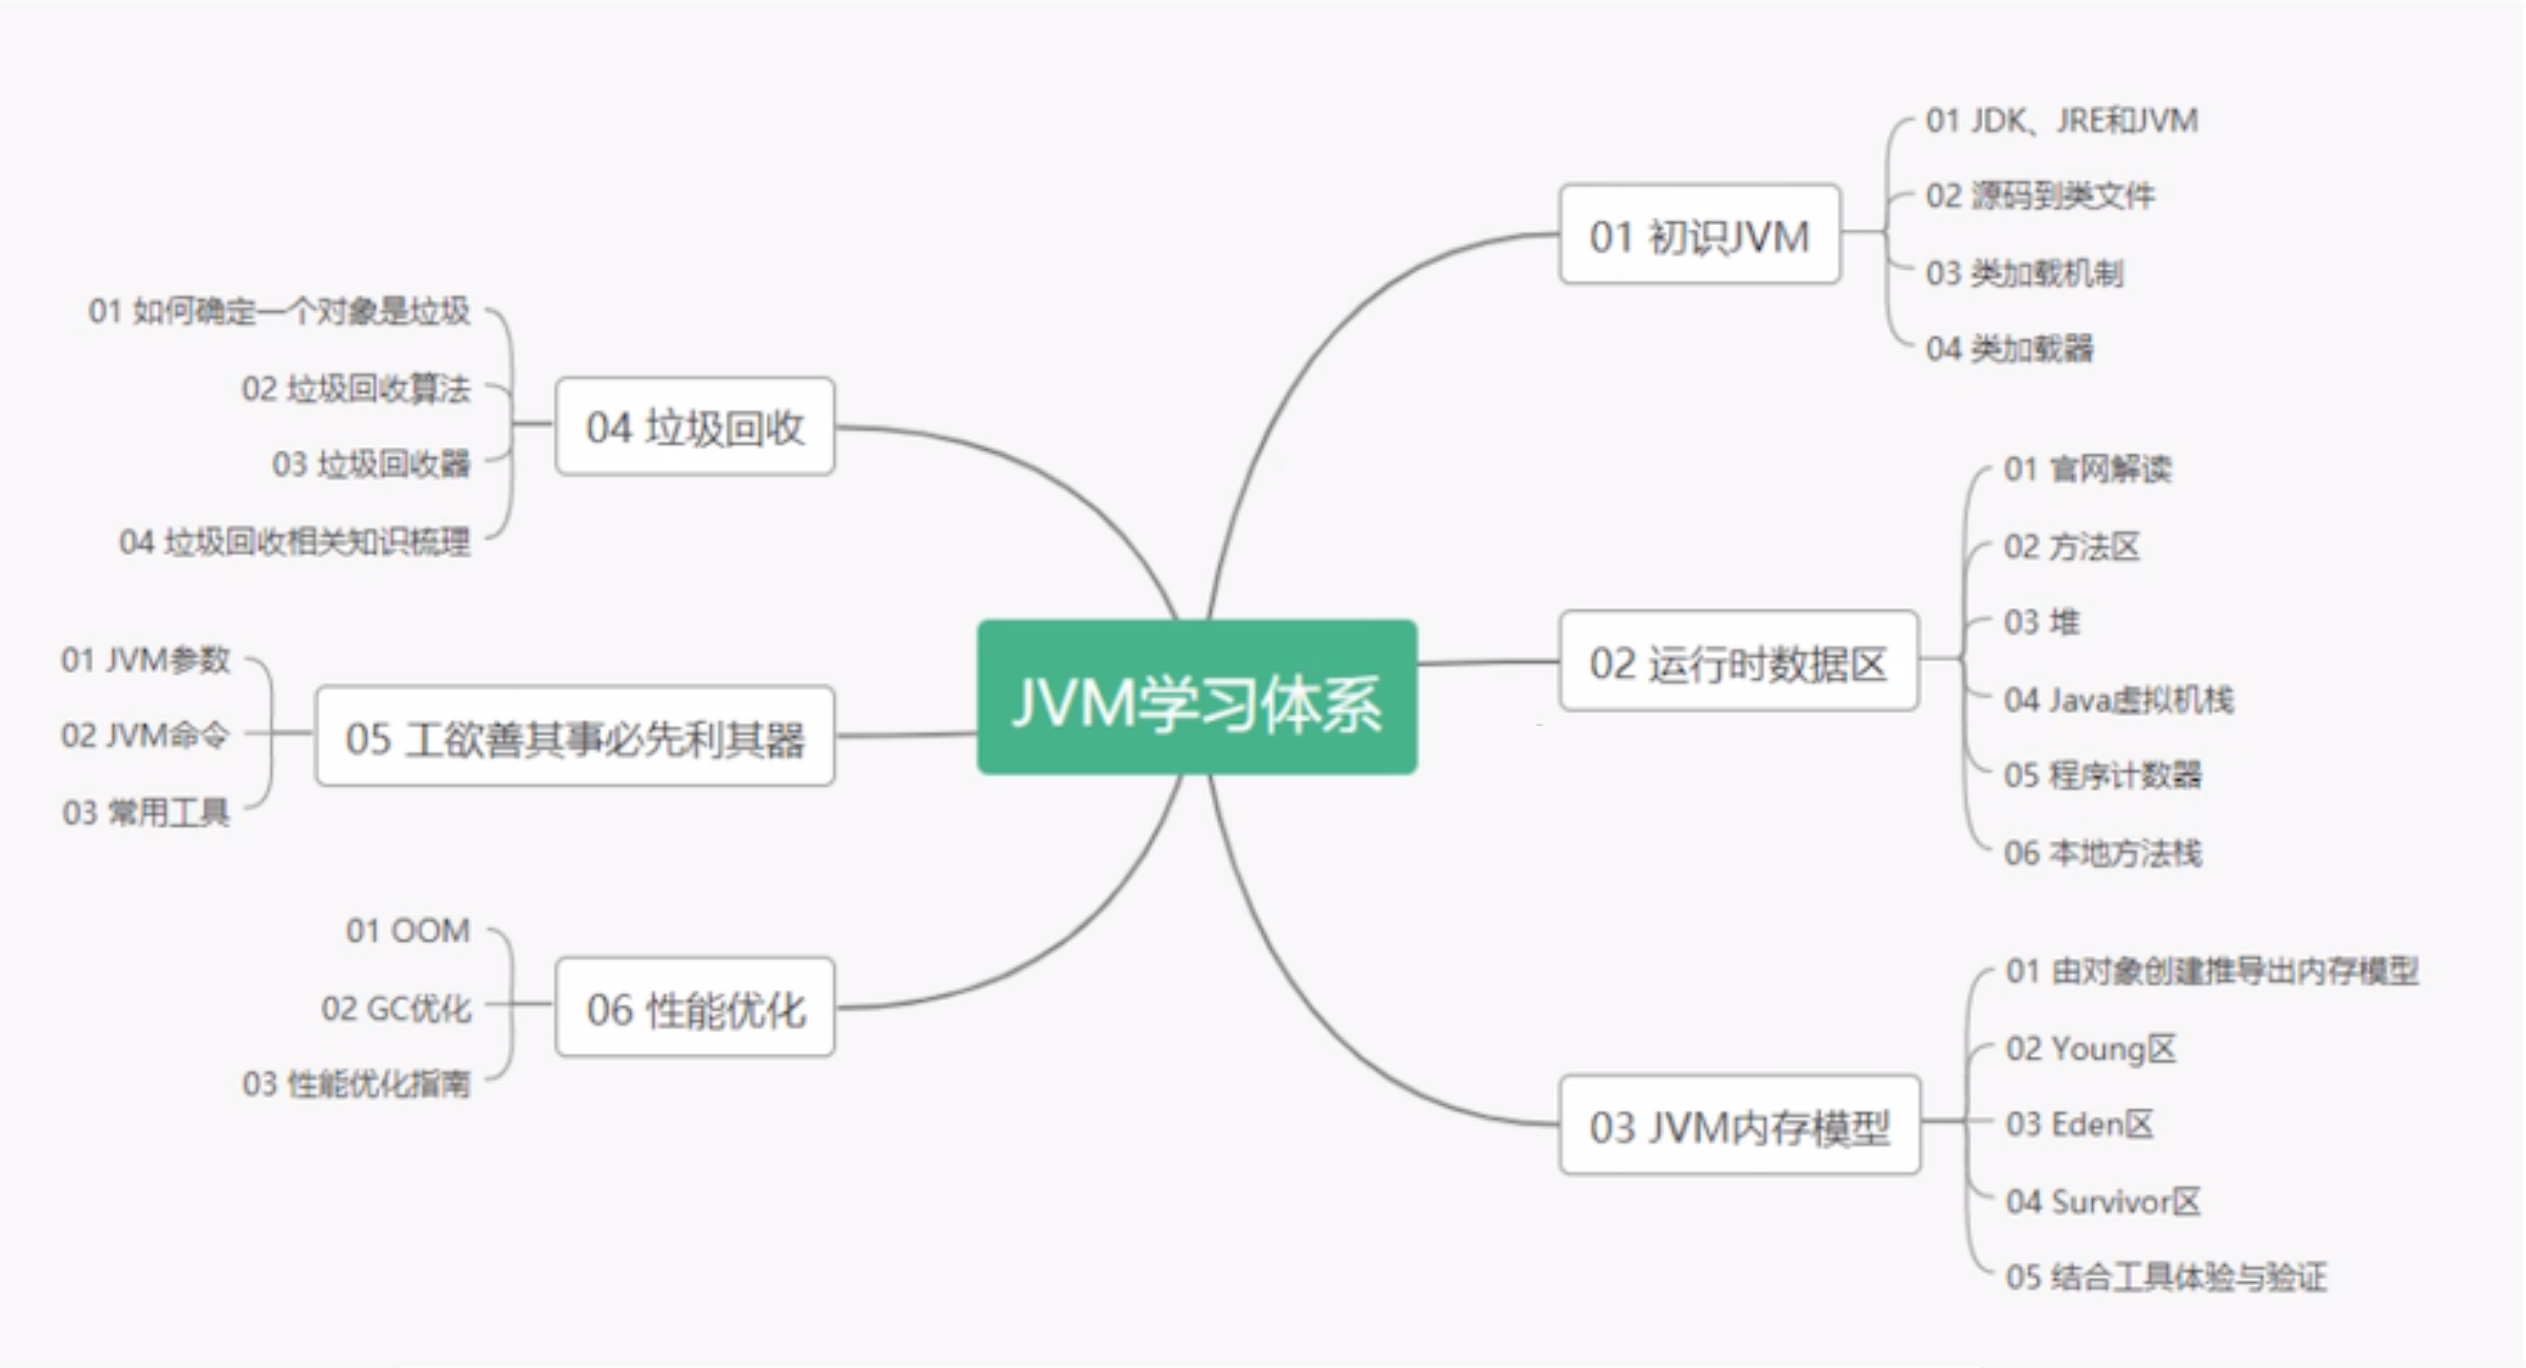 JVM学习体系
01 初识JVM
01 JDK、JRE和JVM
02 源码到类文件
03 类加载机制
04 类加载器
02 运行时数据区
01 官网解读
02 方法区
03 堆
04 Java虚拟机栈
05 程序计数器
06 本地方法栈
03 JVM内存模型
01 由对象创建推导出内存模型
02 Young区
03 Eden区
04 Survivor区
05 结合工具体验与验证
04 垃圾回收
01 如何确定一个对象是垃圾
02 垃圾回收算法
03 垃圾回收器
04 垃圾回收相关知识梳理
05 工欲善其事必先利其器
01 JVM参数
02 JVM命令
03 常用工具
06 性能优化
01 OOM
02 GC优化
03 性能优化指南